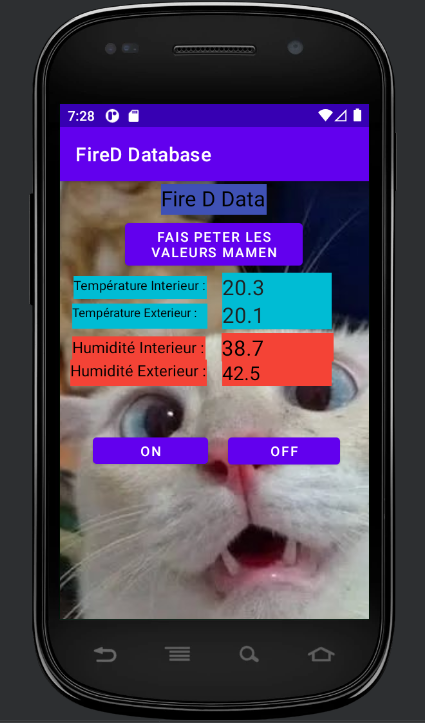 7:28
FireD Database
Fire D Data
FAIS PETER LES
VALEURS MAMEN
Température Interieur : 20.3
Température Exterieur : 20.1
Humidité Interieur : 38.7
Humidité Exterieur : 42.5
ON OFF